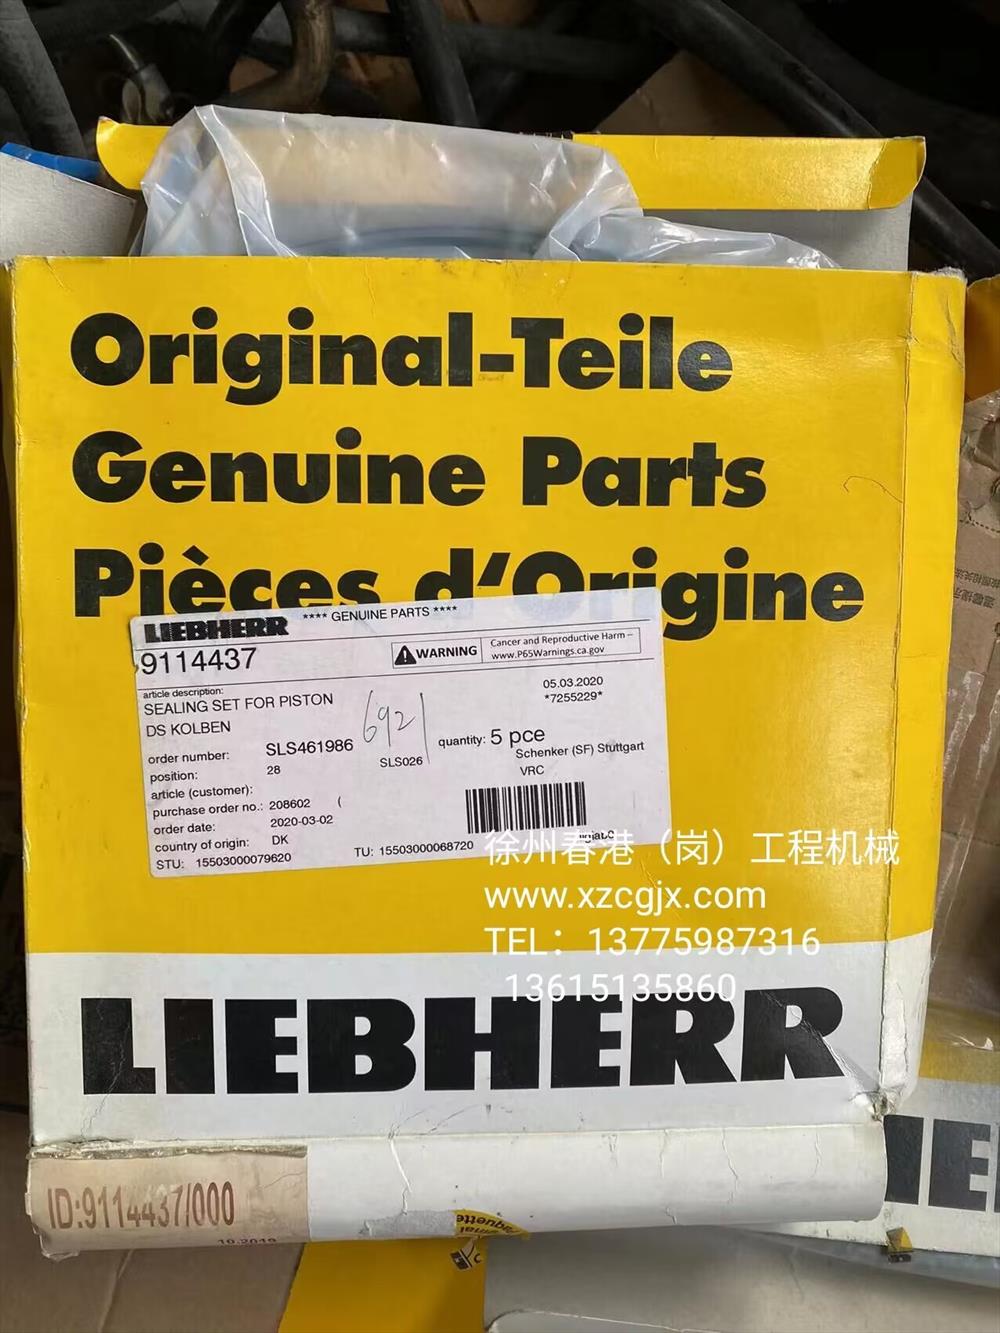 Original-Teile
Genuine Parts
Pièces d'Origine
LIEBHERR
**** GENUINE PARTS ****
9114437
WARNING
Cancer and Reproductive Harm –
www.P65Warnings.ca.gov
article description:
SEALING SET FOR PISTON
DS KOLBEN
05.03.2020
*7255229*
6921
order number: SLS461986
SLS026
quantity: 5 pce
position: 28
Schenker (SF) Stuttgart
VRC
article (customer):
purchase order no.: 208602 (
order date: 2020-03-02
country of origin: DK
STU: 15503000079620
TU: 15503000068720
徐州春港（岗）工程机械
www.xzcgjx.com
TEL：13775987316
13615135860
LIEBHERR
ID:9114437/000
10.2019
IE